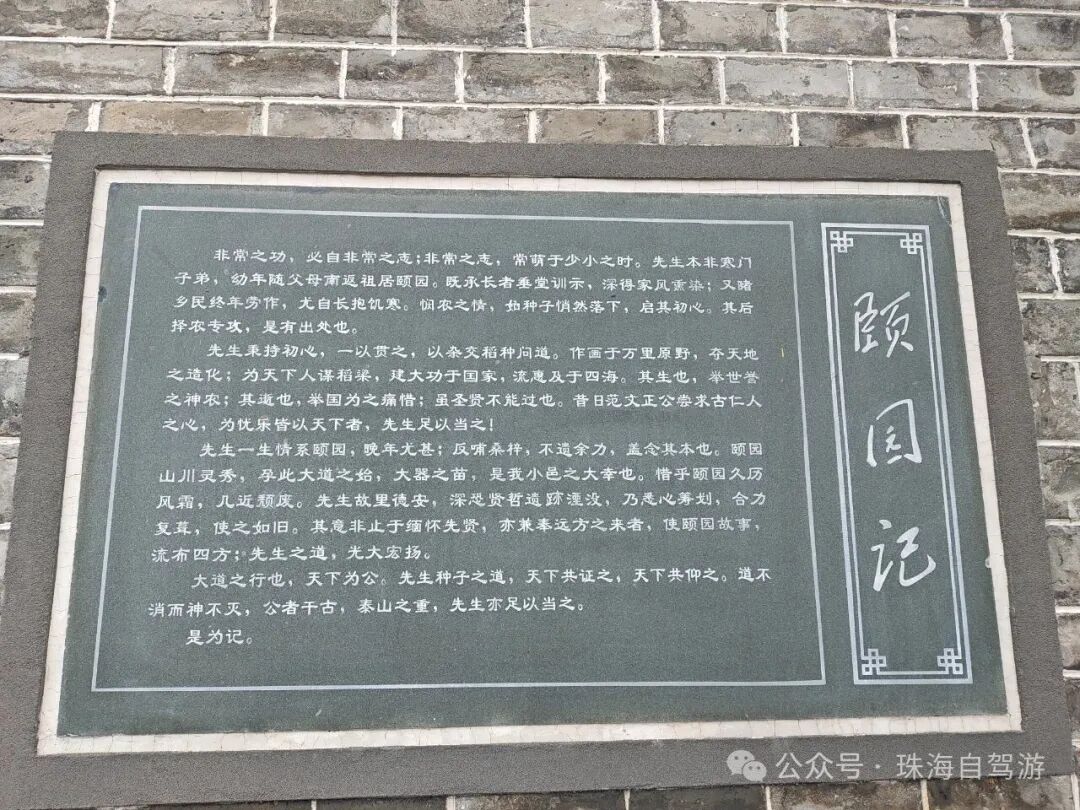 颐园记
非常之功，必自非常之志；非常之志，常萌于少小之时。先生本非寒门
子弟，幼年随父母南返祖居颐园。既承长者垂堂训示，深得家风熏染；又睹
乡民终年劳作，尤自长抱饥寒。悯农之情，如种子悄然落下，启其初心。其后
择农专攻，是有出处也。
先生秉持初心，一以贯之，以杂交稻种问道。作画于万里原野，夺天地
之造化；为天下人谋稻粱，建大功于国家，流惠及于四海。其生也，举世誉
之神农；其逝也，举国为之痛惜；虽圣贤不能过也。昔日范文正公尝求古仁人
之心，为忧乐皆以天下者，先生足以当之！
先生一生情系颐园，晚年尤甚；反哺桑梓，不遗余力，盖念其本也。颐园
山川灵秀，孕此大道之始，大器之苗，是我小邑之大幸也。惜乎颐园久历
风霜，几近颓废。先生故里德安，深恐贤哲遗踪湮没，乃悉心筹划，合力
复葺，使之如旧。其意非止于缅怀先贤，亦兼奉远方之来者，使颐园故事，
流布四方；先生之道，光大宏扬。
大道之行也，天下为公。先生种子之道，天下共证之，天下共仰之。道不
消而神不灭，公者千古，泰山之重，先生亦足以当之。
是为记。
公众号·珠海自驾游